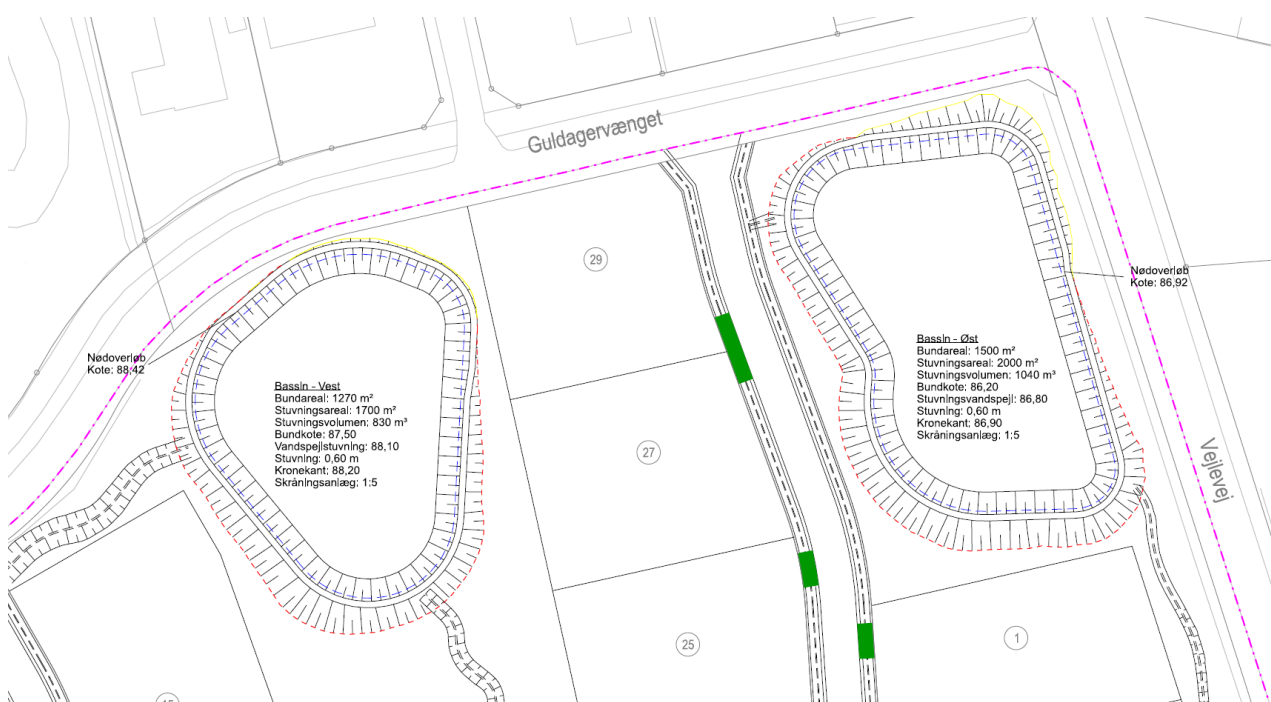 Guldagervænget
29
Nødoverløb
Kote: 86,92
Bassin - Øst
Bundareal: 1500 m²
Stuvningsareal: 2000 m²
Stuvningsvolumen: 1040 m³
Bundkote: 86,20
Stuvningsvandspejl: 86,80
Stuvning: 0,60 m
Kronekant: 86,90
Skråningsanlæg: 1:5
Nødoverløb
Kote: 88,42
Bassin - Vest
Bundareal: 1270 m²
Stuvningsareal: 1700 m²
Stuvningsvolumen: 830 m³
Bundkote: 87,50
Vandspejlstuvning: 88,10
Stuvning: 0,60 m
Kronekant: 88,20
Skråningsanlæg: 1:5
27
Vejlevej
25
1